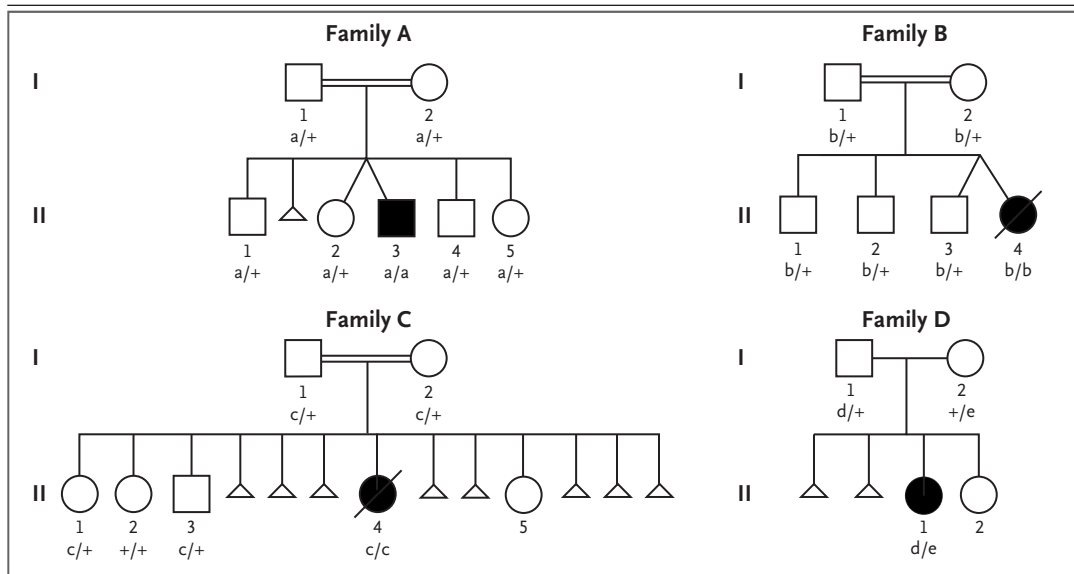 Family A
Family B
I
I
1
2
a/+
a/+
1
2
b/+
b/+
II
II
1
2
3
4
5
a/+
a/+
a/a
a/+
a/+
1
2
3
4
b/+
b/+
b/+
b/b
Family C
Family D
I
I
1
2
c/+
c/+
1
2
d/+
+/e
II
II
1
2
3
4
5
c/+
+/+
c/+
c/c
1
2
d/e